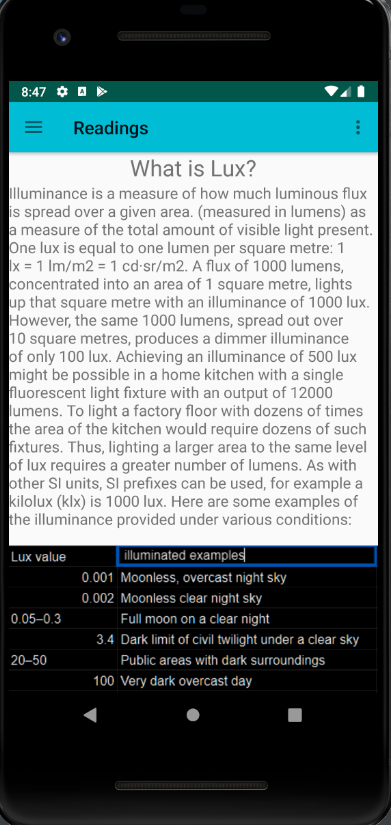 8:47
Readings
What is Lux?
Illuminance is a measure of how much luminous flux
is spread over a given area. (measured in lumens) as
a measure of the total amount of visible light present.
One lux is equal to one lumen per square metre: 1
lx = 1 lm/m2 = 1 cd·sr/m2. A flux of 1000 lumens,
concentrated into an area of 1 square metre, lights
up that square metre with an illuminance of 1000 lux.
However, the same 1000 lumens, spread out over
10 square metres, produces a dimmer illuminance
of only 100 lux. Achieving an illuminance of 500 lux
might be possible in a home kitchen with a single
fluorescent light fixture with an output of 12000
lumens. To light a factory floor with dozens of times
the area of the kitchen would require dozens of such
fixtures. Thus, lighting a larger area to the same level
of lux requires a greater number of lumens. As with
other SI units, SI prefixes can be used, for example a
kilolux (klx) is 1000 lux. Here are some examples of
the illuminance provided under various conditions:
Lux value illuminated examples
0.001 Moonless, overcast night sky
0.002 Moonless clear night sky
0.05–0.3 Full moon on a clear night
3.4 Dark limit of civil twilight under a clear sky
20–50 Public areas with dark surroundings
100 Very dark overcast day